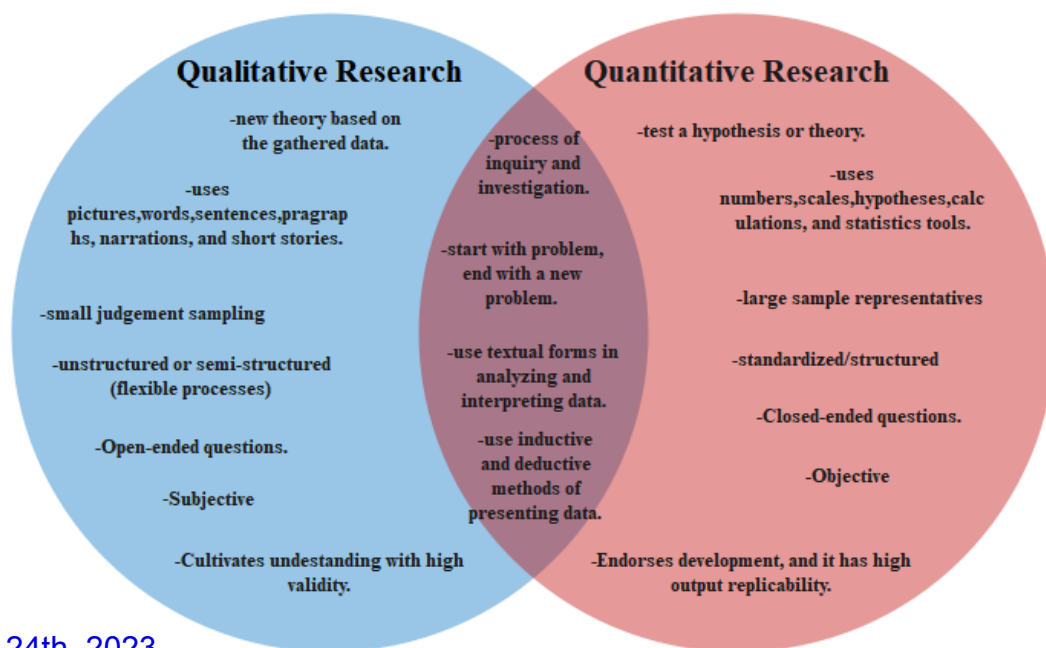 Qualitative Research
-new theory based on
the gathered data.
-uses
pictures,words,sentences,pragrap
hs, narrations, and short stories.
-small judgement sampling
-unstructured or semi-structured
(flexible processes)
-Open-ended questions.
-Subjective
-Cultivates undestanding with high
validity.
-process of
inquiry and
investigation.
-start with problem,
end with a new
problem.
-use textual forms in
analyzing and
interpreting data.
-use inductive
and deductive
methods of
presenting data.
Quantitative Research
-test a hypothesis or theory.
-uses
numbers,scales,hypotheses,calc
ulations, and statistics tools.
-large sample representatives
-standardized/structured
-Closed-ended questions.
-Objective
-Endorses development, and it has high
output replicability.
24th, 2023